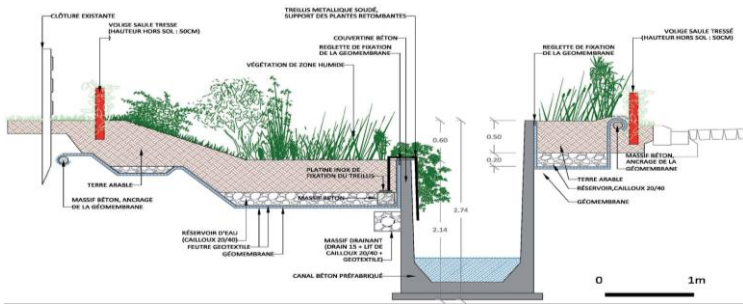 TREILLIS METALLIQUE SOUDÉ,
SUPPORT DES PLANTES RETOMBANTES
CLÔTURE EXISTANTE
VOLIGE SAULE TRESSE
(HAUTEUR HORS SOL : 50CM)
)
COUVERTINE BÉTON
REGLETTE DE FIXATION
DE LA GEOMEMBRANE
VÉGÉTATION DE ZONE HUMIDE
REGLETTE DE FIXATION
DE LA GEOMEMBRANE
VOLIGE SAULE TRESSÉ
(HAUTEUR HORS SOL : 50CM)
0.60
0.50
0.20
2.74
2.14
PLATINE INOX DE
FIXATION DU TREILLIS
MASSIF BÉTON
TERRE ARABLE
MASSIF BÉTON, ANCRAGE
DE LA GÉOMEMBRANE
RÉSERVOIR D'EAU
(CAILLOUX 20/40)
FEUTRE GEOTEXTILE
GÉOMEMBRANE
MASSIF DRAINANT
(DRAIN 15 + LIT DE
CAILLOUX 20/40 +
GEOTEXTILE)
CANAL BÉTON PRÉFABRIQUÉ
MASSIF BÉTON,
ANCRAGE DE LA
GÉOMEMBRANE
TERRE ARABLE
RÉSERVOIR,CAILLOUX 20/40
GÉOMEMBRANE
0 1m